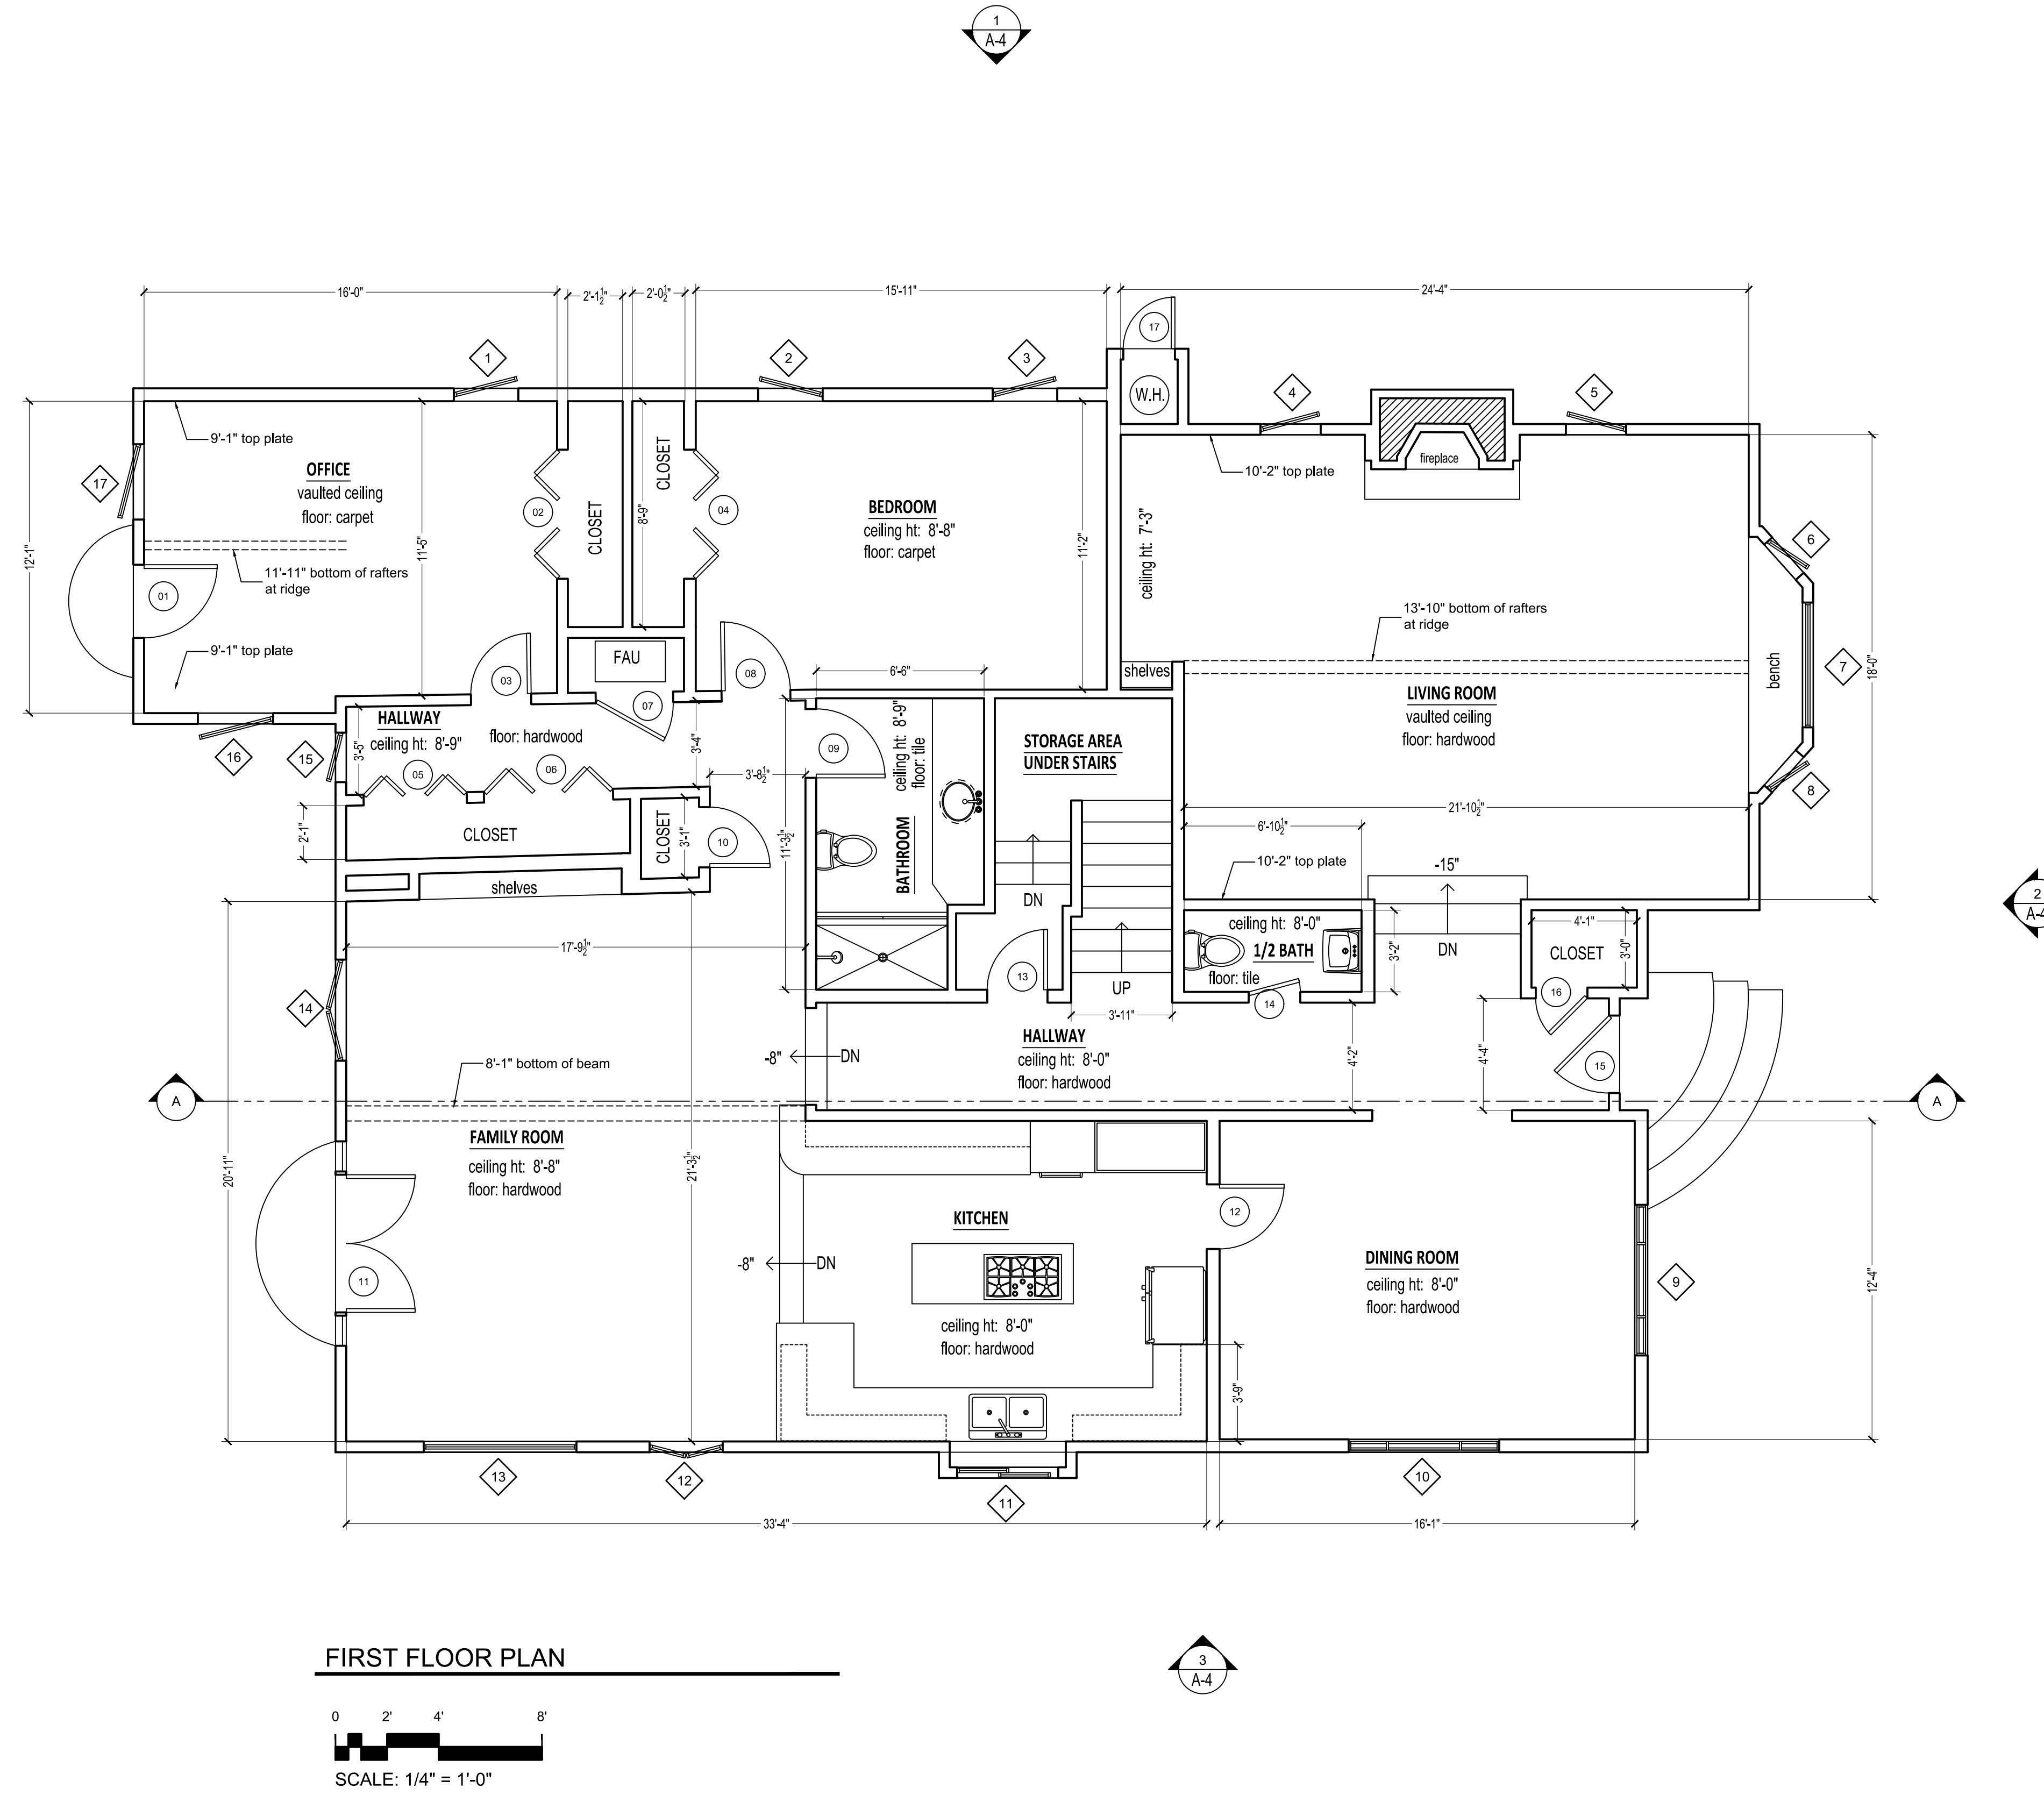 1
A-4
16'-0"
2'-1½"
2'-0½"
15'-11"
24'-4"
17
1
2
3
W.H.
4
5
9'-1" top plate
OFFICE
vaulted ceiling
floor: carpet
17
02
CLOSET
CLOSET
8'-9"
04
BEDROOM
ceiling ht: 8'-8"
floor: carpet
10'-2" top plate
fireplace
ceiling ht: 7'-3"
12'-1"
11'-5"
11'-2"
6
11'-11" bottom of rafters
at ridge
01
13'-10" bottom of rafters
at ridge
9'-1" top plate
FAU
03
08
6'-6"
shelves
bench
7
18'-0"
07
LIVING ROOM
vaulted ceiling
floor: hardwood
HALLWAY
ceiling ht: 8'-9"
floor: hardwood
3'-5"
16
15
05
06
3'-4"
3'-8½"
09
ceiling ht: 8'-9"
floor: tile
BATHROOM
STORAGE AREA
UNDER STAIRS
8
21'-10½"
6'-10½"
2'-1"
CLOSET
CLOSET
3'-1"
10
11'-3½"
10'-2" top plate
-15"
shelves
DN
2
A-4
17'-9½"
ceiling ht: 8'-0"
1/2 BATH
floor: tile
3'-2"
DN
4'-1"
CLOSET
3'-0"
13
UP
14
16
14
3'-11"
HALLWAY
ceiling ht: 8'-0"
floor: hardwood
-8"
DN
4'-2"
4'-4"
15
8'-1" bottom of beam
A
A
FAMILY ROOM
ceiling ht: 8'-8"
floor: hardwood
20'-11"
21'-3½"
KITCHEN
12
-8"
DN
11
DINING ROOM
ceiling ht: 8'-0"
floor: hardwood
9
12'-4"
ceiling ht: 8'-0"
floor: hardwood
3'-9"
13
12
11
10
33'-4"
16'-1"
FIRST FLOOR PLAN
3
A-4
0 2' 4' 8'
SCALE: 1/4" = 1'-0"